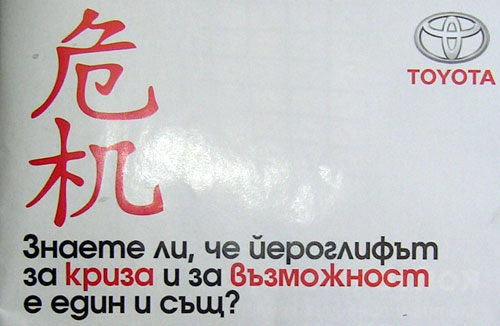 危
机
TOYOTA
Знаете ли, че йероглифът
за криза и за възможност
е един и същ?